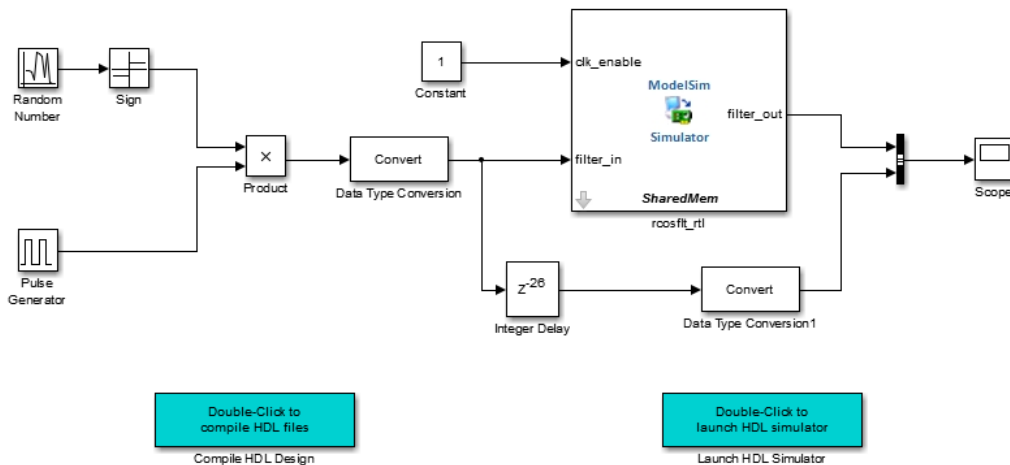 Random
Number
Sign
Pulse
Generator
×
Product
Convert
Data Type Conversion
1
Constant
clk_enable
filter_in
ModelSim
Simulator
filter_out
SharedMem
rcosflt_rtl
Z-26
Integer Delay
Convert
Data Type Conversion1
Scope
Double-Click to
compile HDL files
Compile HDL Design
Double-Click to
launch HDL simulator
Launch HDL Simulator